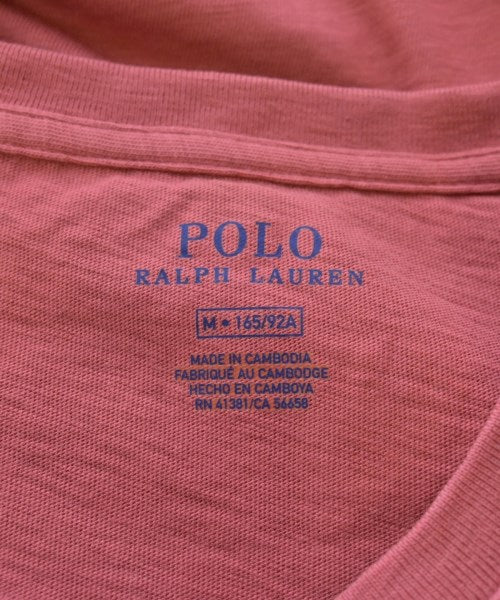 POLO
RALPH LAUREN
M • 165/92A
MADE IN CAMBODIA
FABRIQUÉ AU CAMBODGE
HECHO EN CAMBOYA
RN 41381/CA 56658